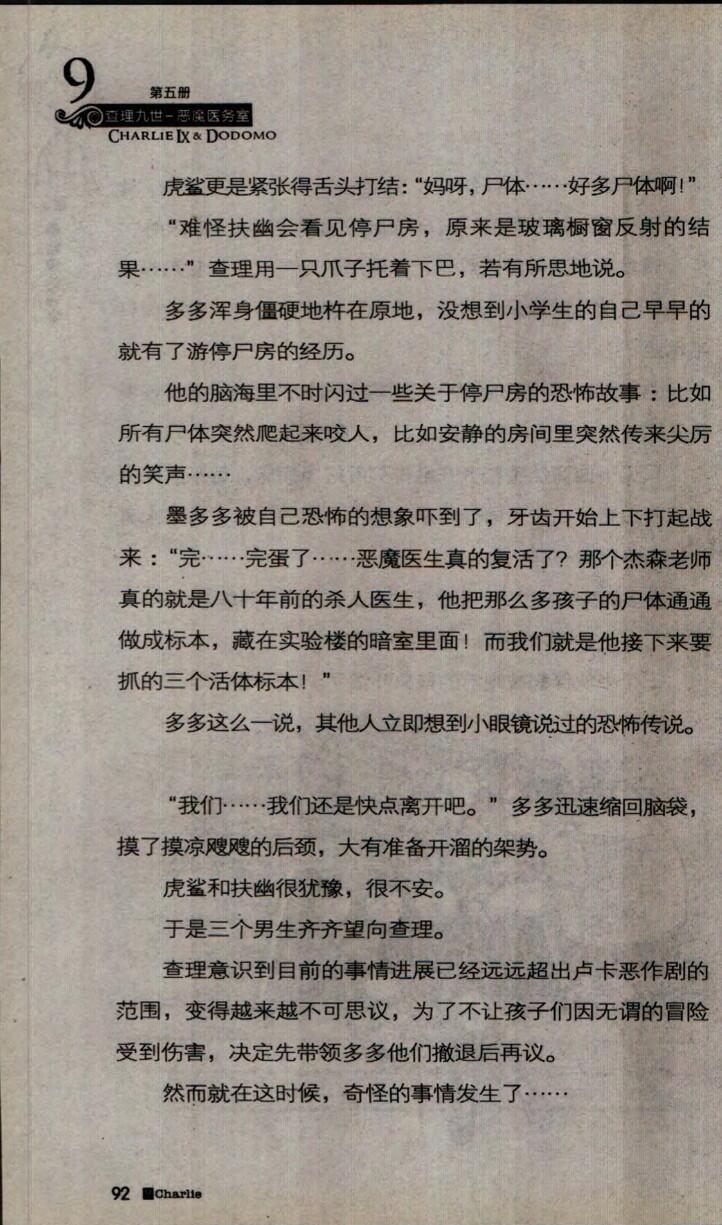 9
第五册
查理九世-恶魔医务室
CHARLIE IX & DODOMO
虎鲨更是紧张得舌头打结：“妈呀，尸体……好多尸体啊！”
“难怪扶幽会看见停尸房，原来是玻璃橱窗反射的结
果……”查理用一只爪子托着下巴，若有所思地说。
多多浑身僵硬地杵在原地，没想到小学生的自己早早的
就有了游停尸房的经历。
他的脑海里不时闪过一些关于停尸房的恐怖故事：比如
所有尸体突然爬起来咬人，比如安静的房间里突然传来尖厉
的笑声……
墨多多被自己恐怖的想象吓到了，牙齿开始上下打起战
来：“完……完蛋了……恶魔医生真的复活了？那个杰森老师
真的就是八十年前的杀人医生，他把那么多孩子的尸体通通
做成标本，藏在实验楼的暗室里面！而我们就是他接下来要
抓的三个活体标本！”
多多这么一说，其他人立即想到小眼镜说过的恐怖传说。
“我们……我们还是快点离开吧。”多多迅速缩回脑袋，
摸了摸凉飕飕的后颈，大有准备开溜的架势。
虎鲨和扶幽很犹豫，很不安。
于是三个男生齐齐望向查理。
查理意识到目前的事情进展已经远远超出卢卡恶作剧的
范围，变得越来越不可思议，为了不让孩子们因无谓的冒险
受到伤害，决定先带领多多他们撤退后再议。
然而就在这时候，奇怪的事情发生了……
92 ■Charlie